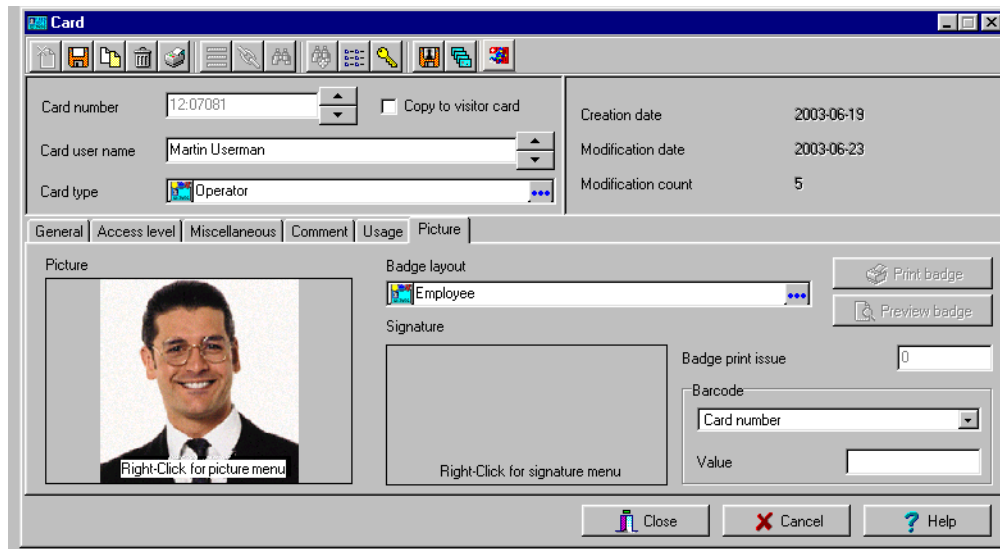 Card
Card number 12:07081 Copy to visitor card
Card user name Martin Userman
Card type Operator
Creation date 2003-06-19
Modification date 2003-06-23
Modification count 5
General Access level Miscellaneous Comment Usage Picture
Picture
Right-Click for picture menu
Badge layout
Employee
Signature
Right-Click for signature menu
Print badge
Preview badge
Badge print issue 0
Barcode
Card number
Value
Close Cancel Help